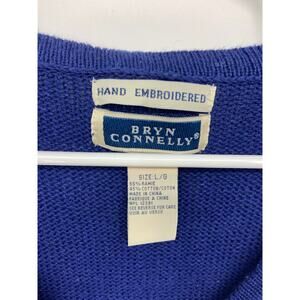 HAND EMBROIDERED
BRYN
CONNELLY®
SIZE: L/G
55% RAMIE
45% COTTON/COTON
MADE IN CHINA
FABRIQUE A CHINE
SEE REVERSE FOR CARE
VOIR AU VERSO